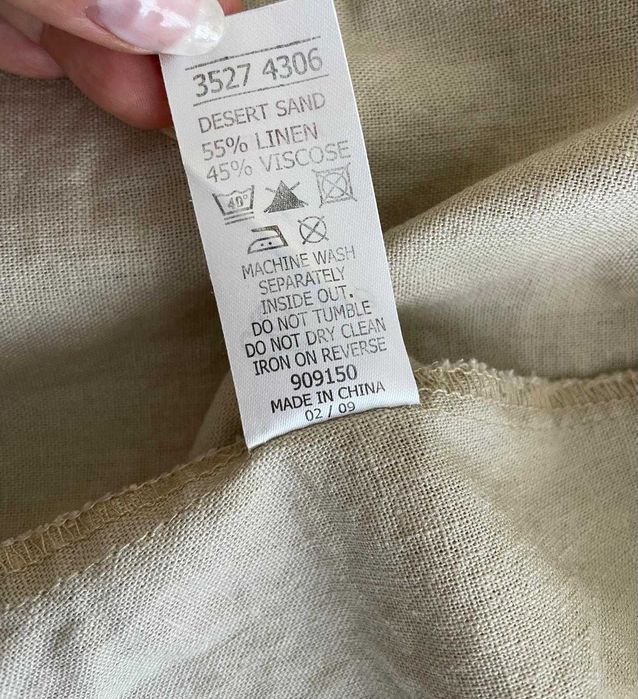 3527 4306
DESERT SAND
55% LINEN
45% VISCOSE
40°
MACHINE WASH
SEPARATELY
INSIDE OUT.
DO NOT TUMBLE
DO NOT DRY CLEAN
IRON ON REVERSE
909150
MADE IN CHINA
02 / 09